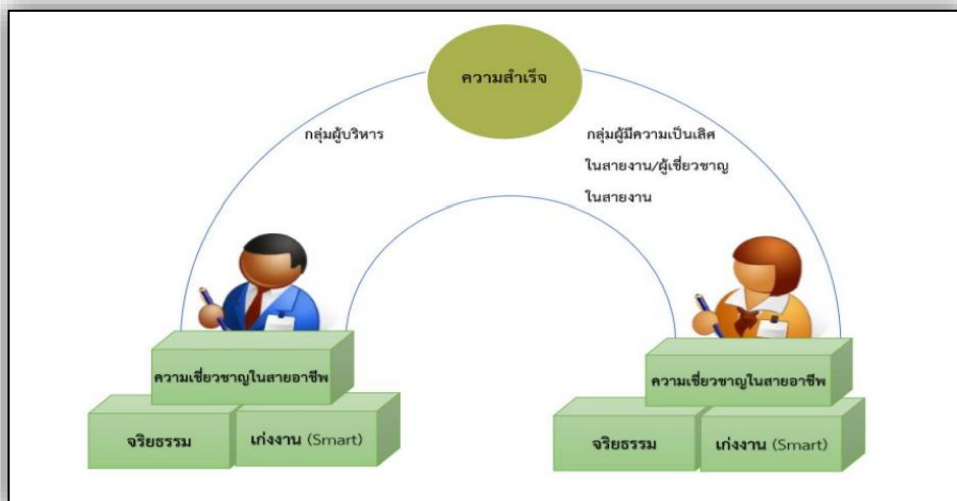 ความสำเร็จ
กลุ่มผู้บริหาร
กลุ่มผู้มีความเป็นเลิศ
ในสายงาน/ผู้เชี่ยวชาญ
ในสายงาน
ความเชี่ยวชาญในสายอาชีพ
จริยธรรม
เก่งงาน (Smart)
ความเชี่ยวชาญในสายอาชีพ
จริยธรรม
เก่งงาน (Smart)